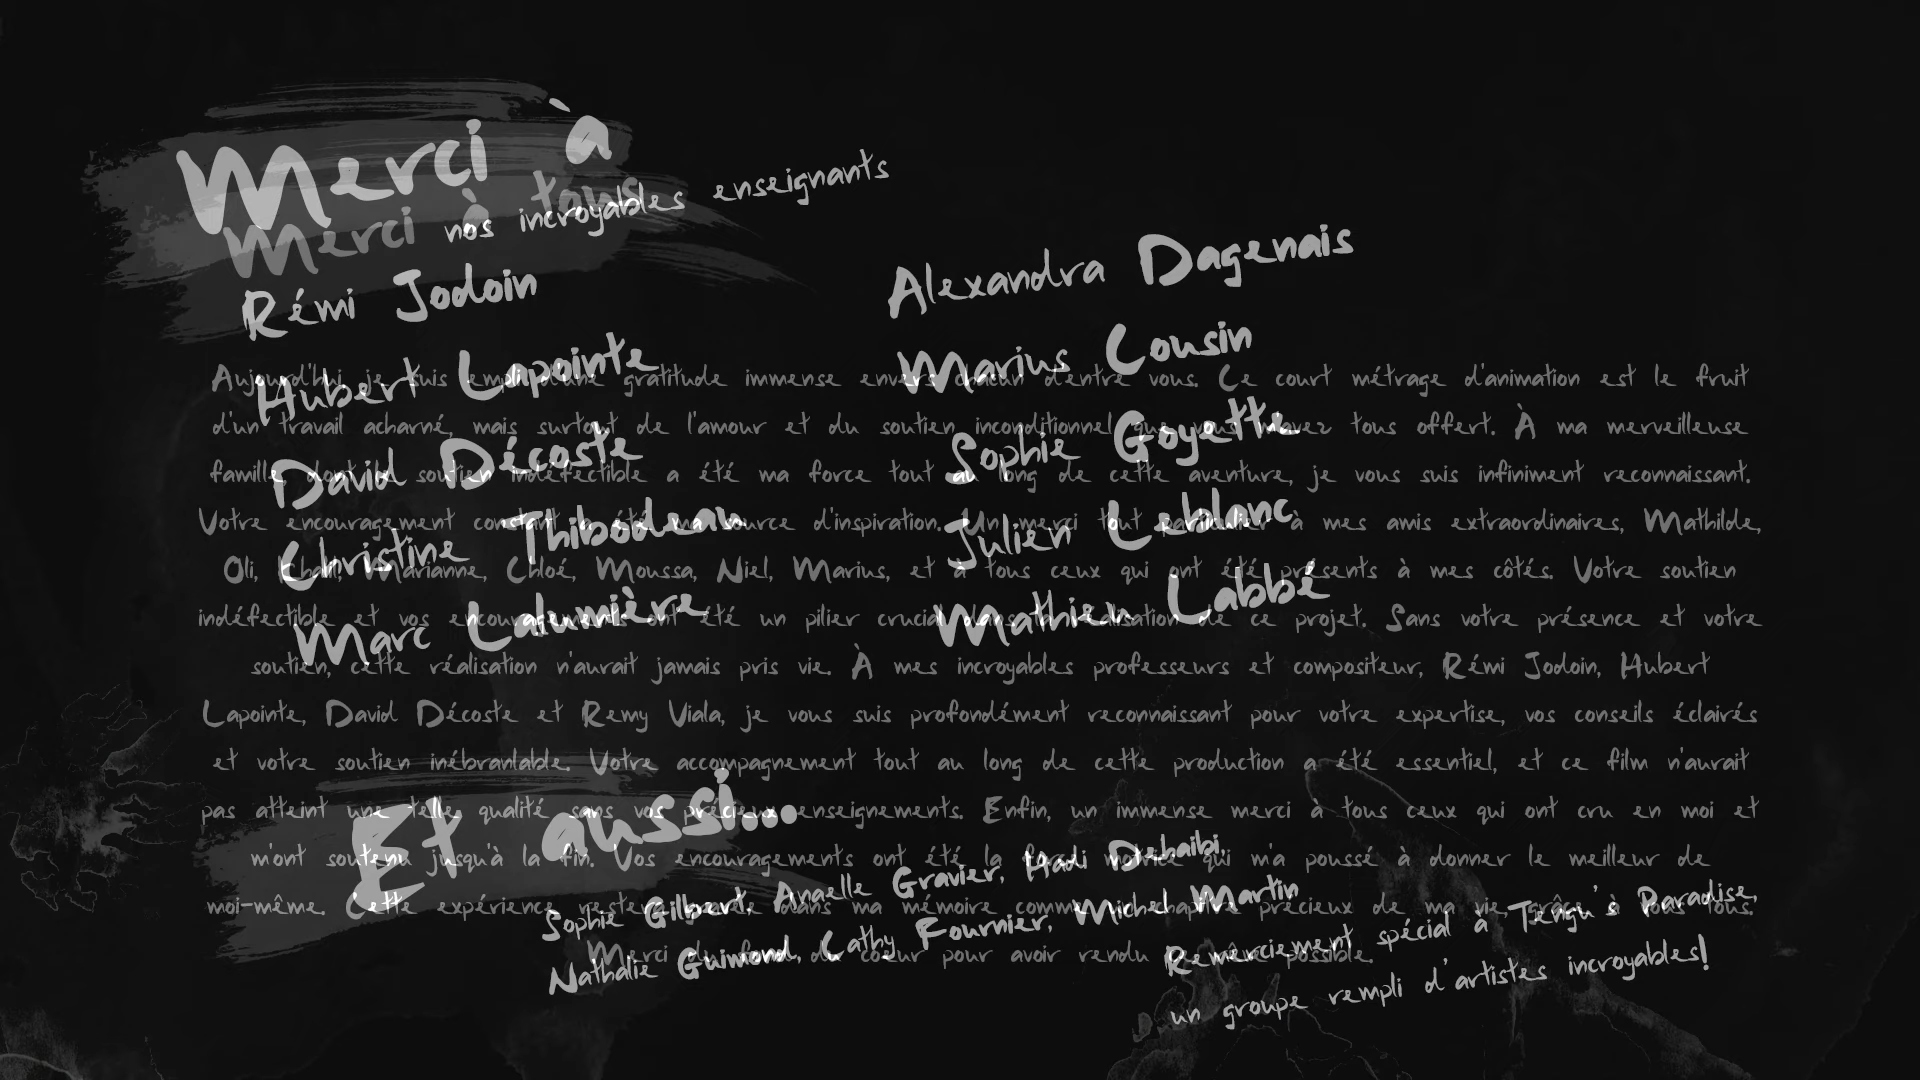 Merci à
nos incroyables enseignants
Rémi Jodoin
Hubert Lapointe
David Décoste
Christine Thibodeau
Marc Lalumière
Alexandra Dagenais
Marius Cousin
Sophie Goyette
Julien Leblanc
Mathieu Labbé
Et aussi...
Sophie Gilbert, Anaelle Gravier, Hadi Dehaibi,
Nathalie Guimond, Cathy Fournier, Michel Martin
Remerciement spécial à Tengu's Paradise,
un groupe rempli d'artistes incroyables!
Merci à tous
Aujourd'hui, je suis empli d'une gratitude immense envers chacun d'entre vous. Ce court métrage d'animation est le fruit
d'un travail acharné, mais surtout de l'amour et du soutien inconditionnel que vous avez tous offert. À ma merveilleuse
famille, dont le soutien indéfectible a été ma force tout au long de cette aventure, je vous suis infiniment reconnaissant.
Votre encouragement constant a été ma source d'inspiration. Un merci tout particulier à mes amis extraordinaires, Mathilde,
Oli, Marianne, Chloé, Moussa, Niel, Marius, et à tous ceux qui ont été présents à mes côtés. Votre soutien
indéfectible et vos encouragements ont été un pilier crucial dans la réalisation de ce projet. Sans votre présence et votre
soutien, cette réalisation n'aurait jamais pris vie. À mes incroyables professeurs et compositeur, Rémi Jodoin, Hubert
Lapointe, David Décoste et Remy Viala, je vous suis profondément reconnaissant pour votre expertise, vos conseils éclairés
et votre soutien inébranlable. Votre accompagnement tout au long de cette production a été essentiel, et ce film n'aurait
pas atteint une telle qualité sans vos précieux enseignements. Enfin, un immense merci à tous ceux qui ont cru en moi et
m'ont soutenu jusqu'à la fin. Vos encouragements ont été la force motrice qui m'a poussé à donner le meilleur de
moi-même. Cette expérience restera dans ma mémoire comme chapitre précieux de ma vie, grâce à vous tous.
Merci du fond du coeur pour avoir rendu possible.